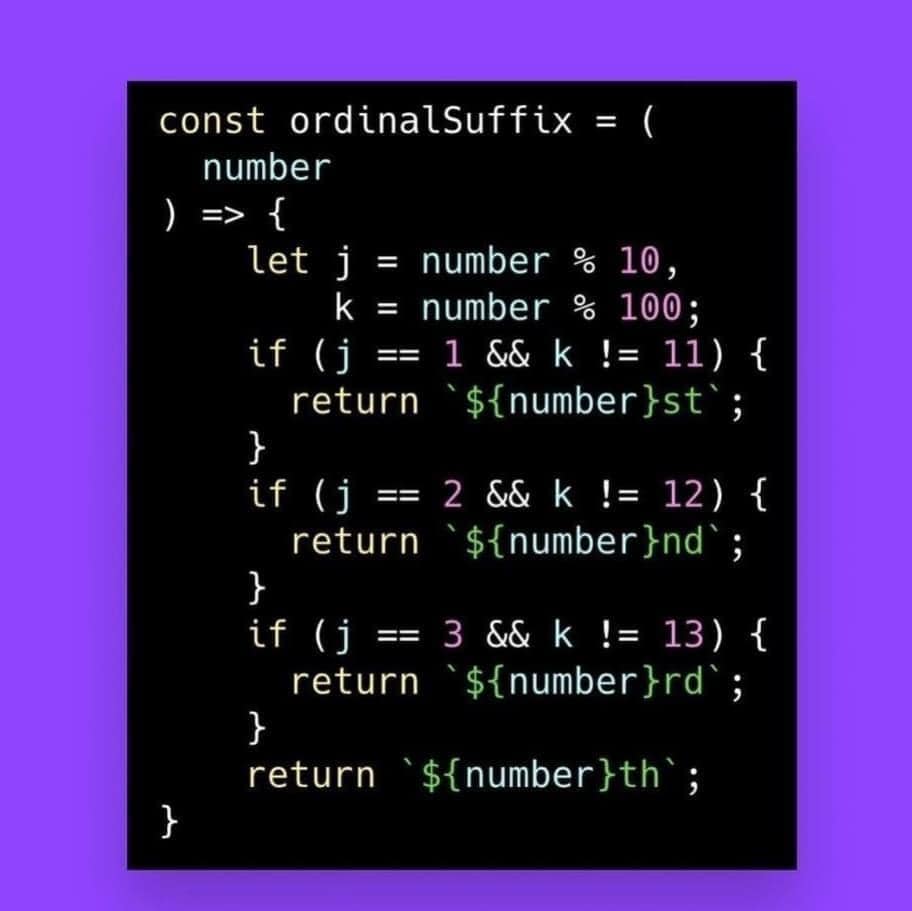 const ordinalSuffix = (
  number
) => {
    let j = number % 10,
        k = number % 100;
    if (j == 1 && k != 11) {
      return `${number}st`;
    }
    if (j == 2 && k != 12) {
      return `${number}nd`;
    }
    if (j == 3 && k != 13) {
      return `${number}rd`;
    }
    return `${number}th`;
}